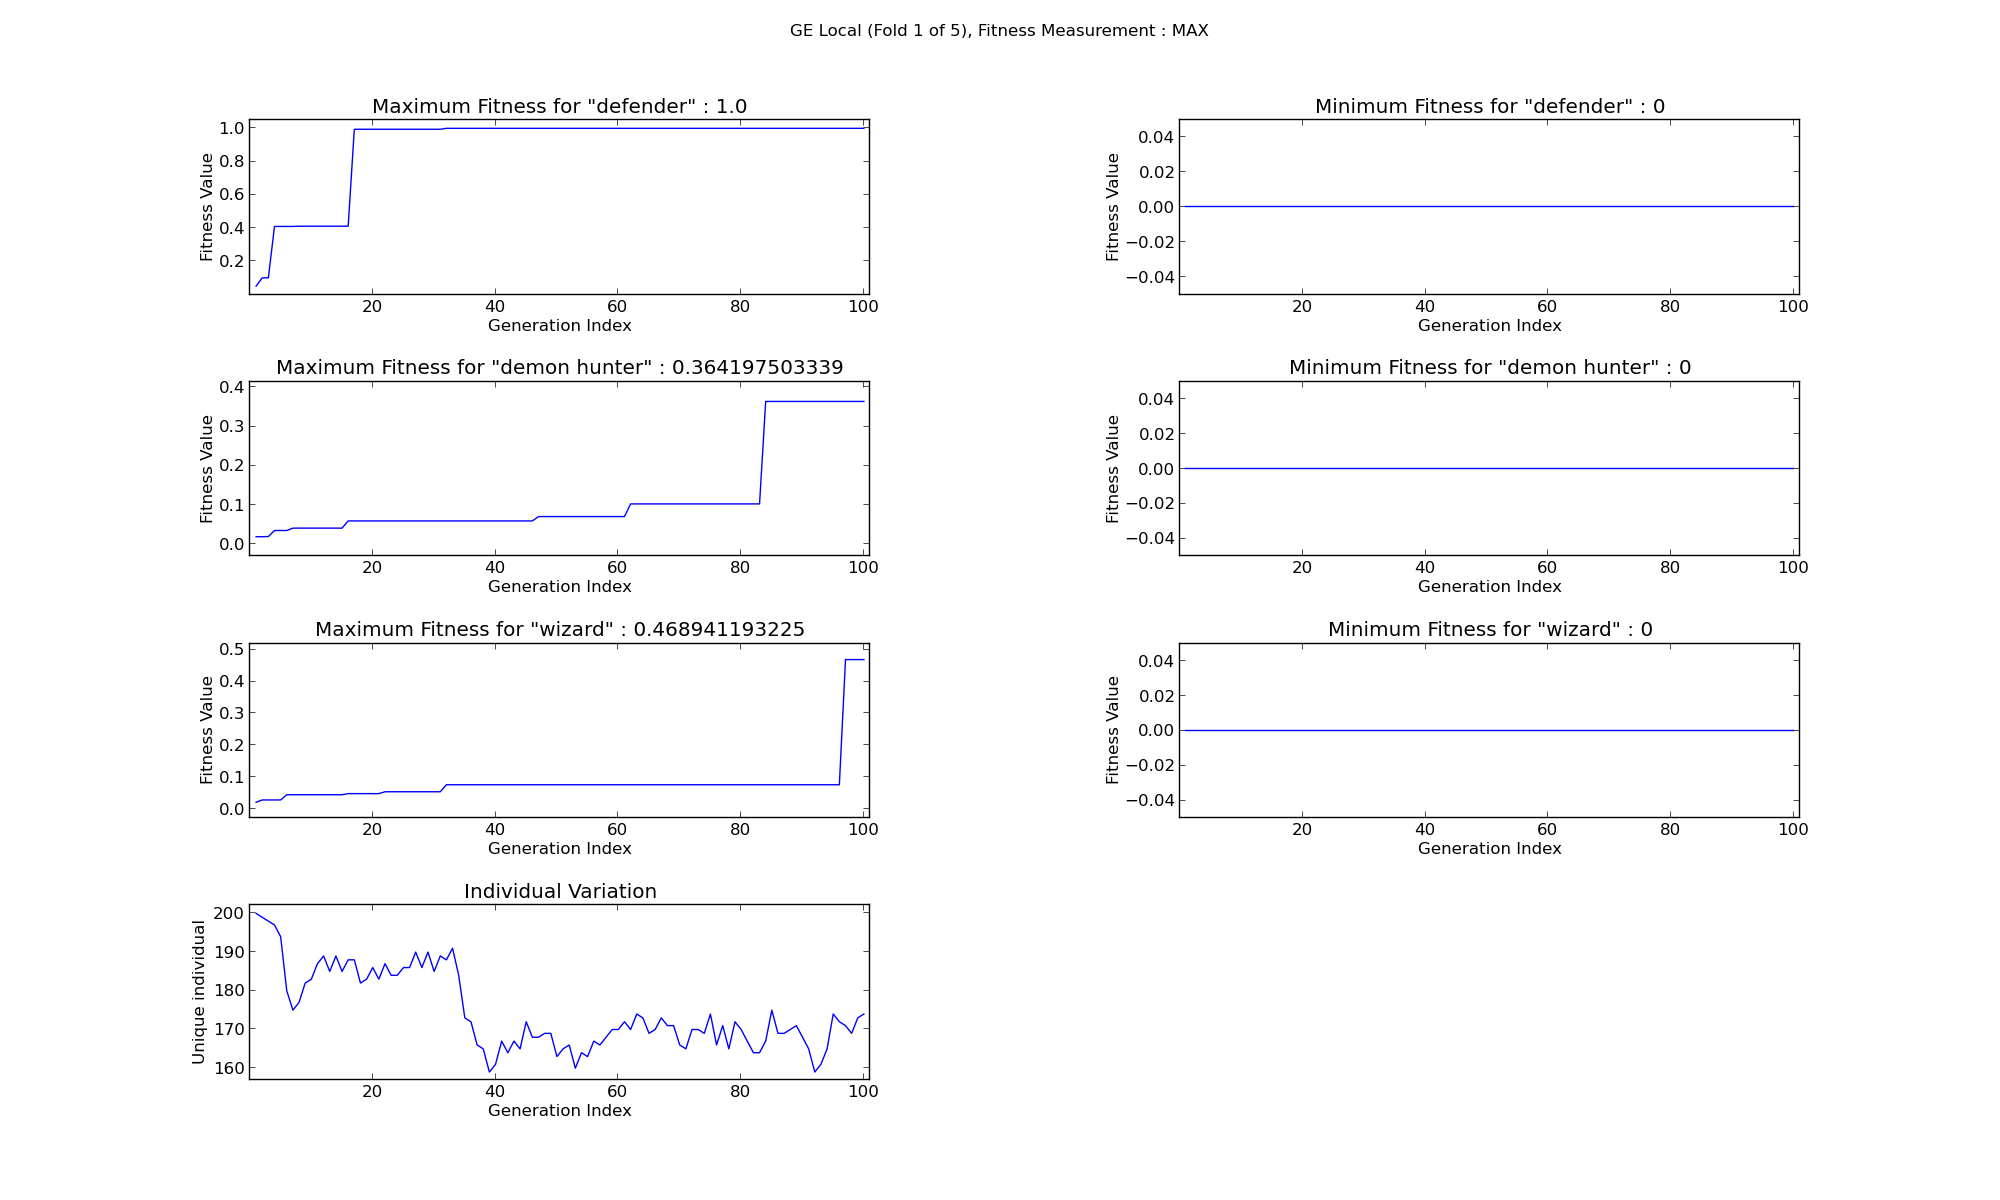 GE Local (Fold 1 of 5), Fitness Measurement : MAX
Maximum Fitness for "defender" : 1.0
Fitness Value
1.0
0.8
0.6
0.4
0.2
20 40 60 80 100
Generation Index
Minimum Fitness for "defender" : 0
Fitness Value
0.04
0.02
0.00
−0.02
−0.04
20 40 60 80 100
Generation Index
Maximum Fitness for "demon hunter" : 0.364197503339
Fitness Value
0.4
0.3
0.2
0.1
0.0
20 40 60 80 100
Generation Index
Minimum Fitness for "demon hunter" : 0
Fitness Value
0.04
0.02
0.00
−0.02
−0.04
20 40 60 80 100
Generation Index
Maximum Fitness for "wizard" : 0.468941193225
Fitness Value
0.5
0.4
0.3
0.2
0.1
0.0
20 40 60 80 100
Generation Index
Minimum Fitness for "wizard" : 0
Fitness Value
0.04
0.02
0.00
−0.02
−0.04
20 40 60 80 100
Generation Index
Individual Variation
Unique individual
200
190
180
170
160
20 40 60 80 100
Generation Index